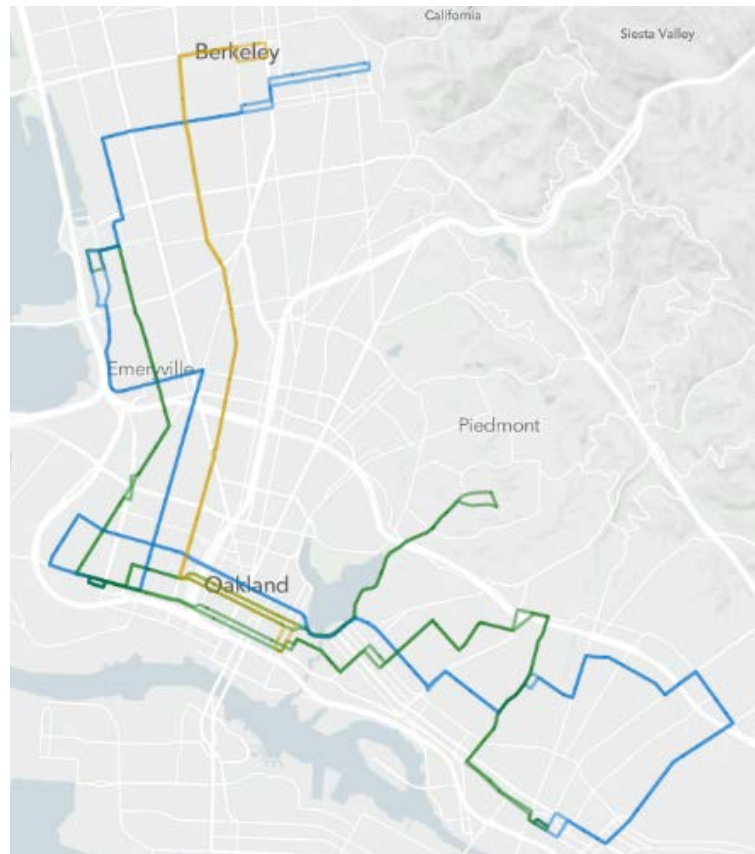 California
Siesta Valley
Berkeley
Emeryville
Piedmont
Oakland